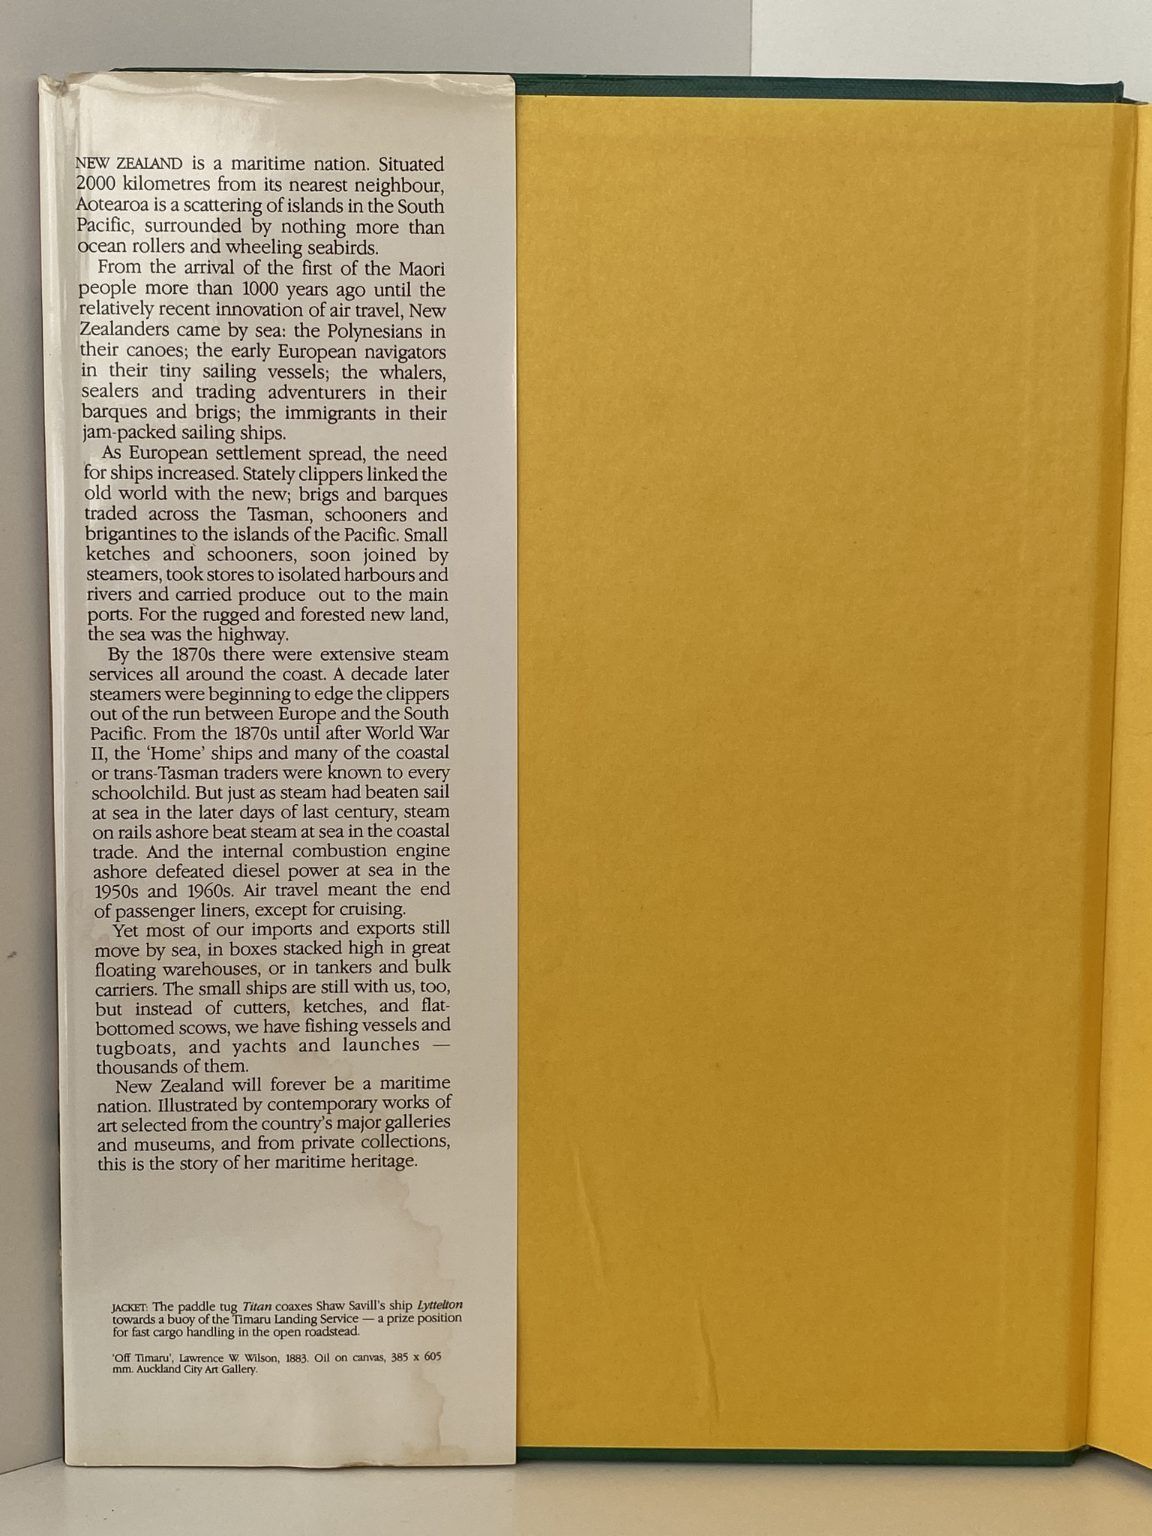 NEW ZEALAND is a maritime nation. Situated
2000 kilometres from its nearest neighbour,
Aotearoa is a scattering of islands in the South
Pacific, surrounded by nothing more than
ocean rollers and wheeling seabirds.
From the arrival of the first of the Maori
people more than 1000 years ago until the
relatively recent innovation of air travel, New
Zealanders came by sea: the Polynesians in
their canoes; the early European navigators
in their tiny sailing vessels; the whalers,
sealers and trading adventurers in their
barques and brigs; the immigrants in their
jam-packed sailing ships.
As European settlement spread, the need
for ships increased. Stately clippers linked the
old world with the new; brigs and barques
traded across the Tasman, schooners and
brigantines to the islands of the Pacific. Small
ketches and schooners, soon joined by
steamers, took stores to isolated harbours and
rivers and carried produce out to the main
ports. For the rugged and forested new land,
the sea was the highway.
By the 1870s there were extensive steam
services all around the coast. A decade later
steamers were beginning to edge the clippers
out of the run between Europe and the South
Pacific. From the 1870s until after World War
II, the 'Home' ships and many of the coastal
or trans-Tasman traders were known to every
schoolchild. But just as steam had beaten sail
at sea in the later days of last century, steam
on rails ashore beat steam at sea in the coastal
trade. And the internal combustion engine
ashore defeated diesel power at sea in the
1950s and 1960s. Air travel meant the end
of passenger liners, except for cruising.
Yet most of our imports and exports still
move by sea, in boxes stacked high in great
floating warehouses, or in tankers and bulk
carriers. The small ships are still with us, too,
but instead of cutters, ketches, and flat-
bottomed scows, we have fishing vessels and
tugboats, and yachts and launches —
thousands of them.
New Zealand will forever be a maritime
nation. Illustrated by contemporary works of
art selected from the country's major galleries
and museums, and from private collections,
this is the story of her maritime heritage.
JACKET: The paddle tug Titan coaxes Shaw Savill's ship Lyttelton
towards a buoy of the Timaru Landing Service — a prize position
for fast cargo handling in the open roadstead.
'Off Timaru', Lawrence W. Wilson, 1883. Oil on canvas, 385 x 605
mm. Auckland City Art Gallery.